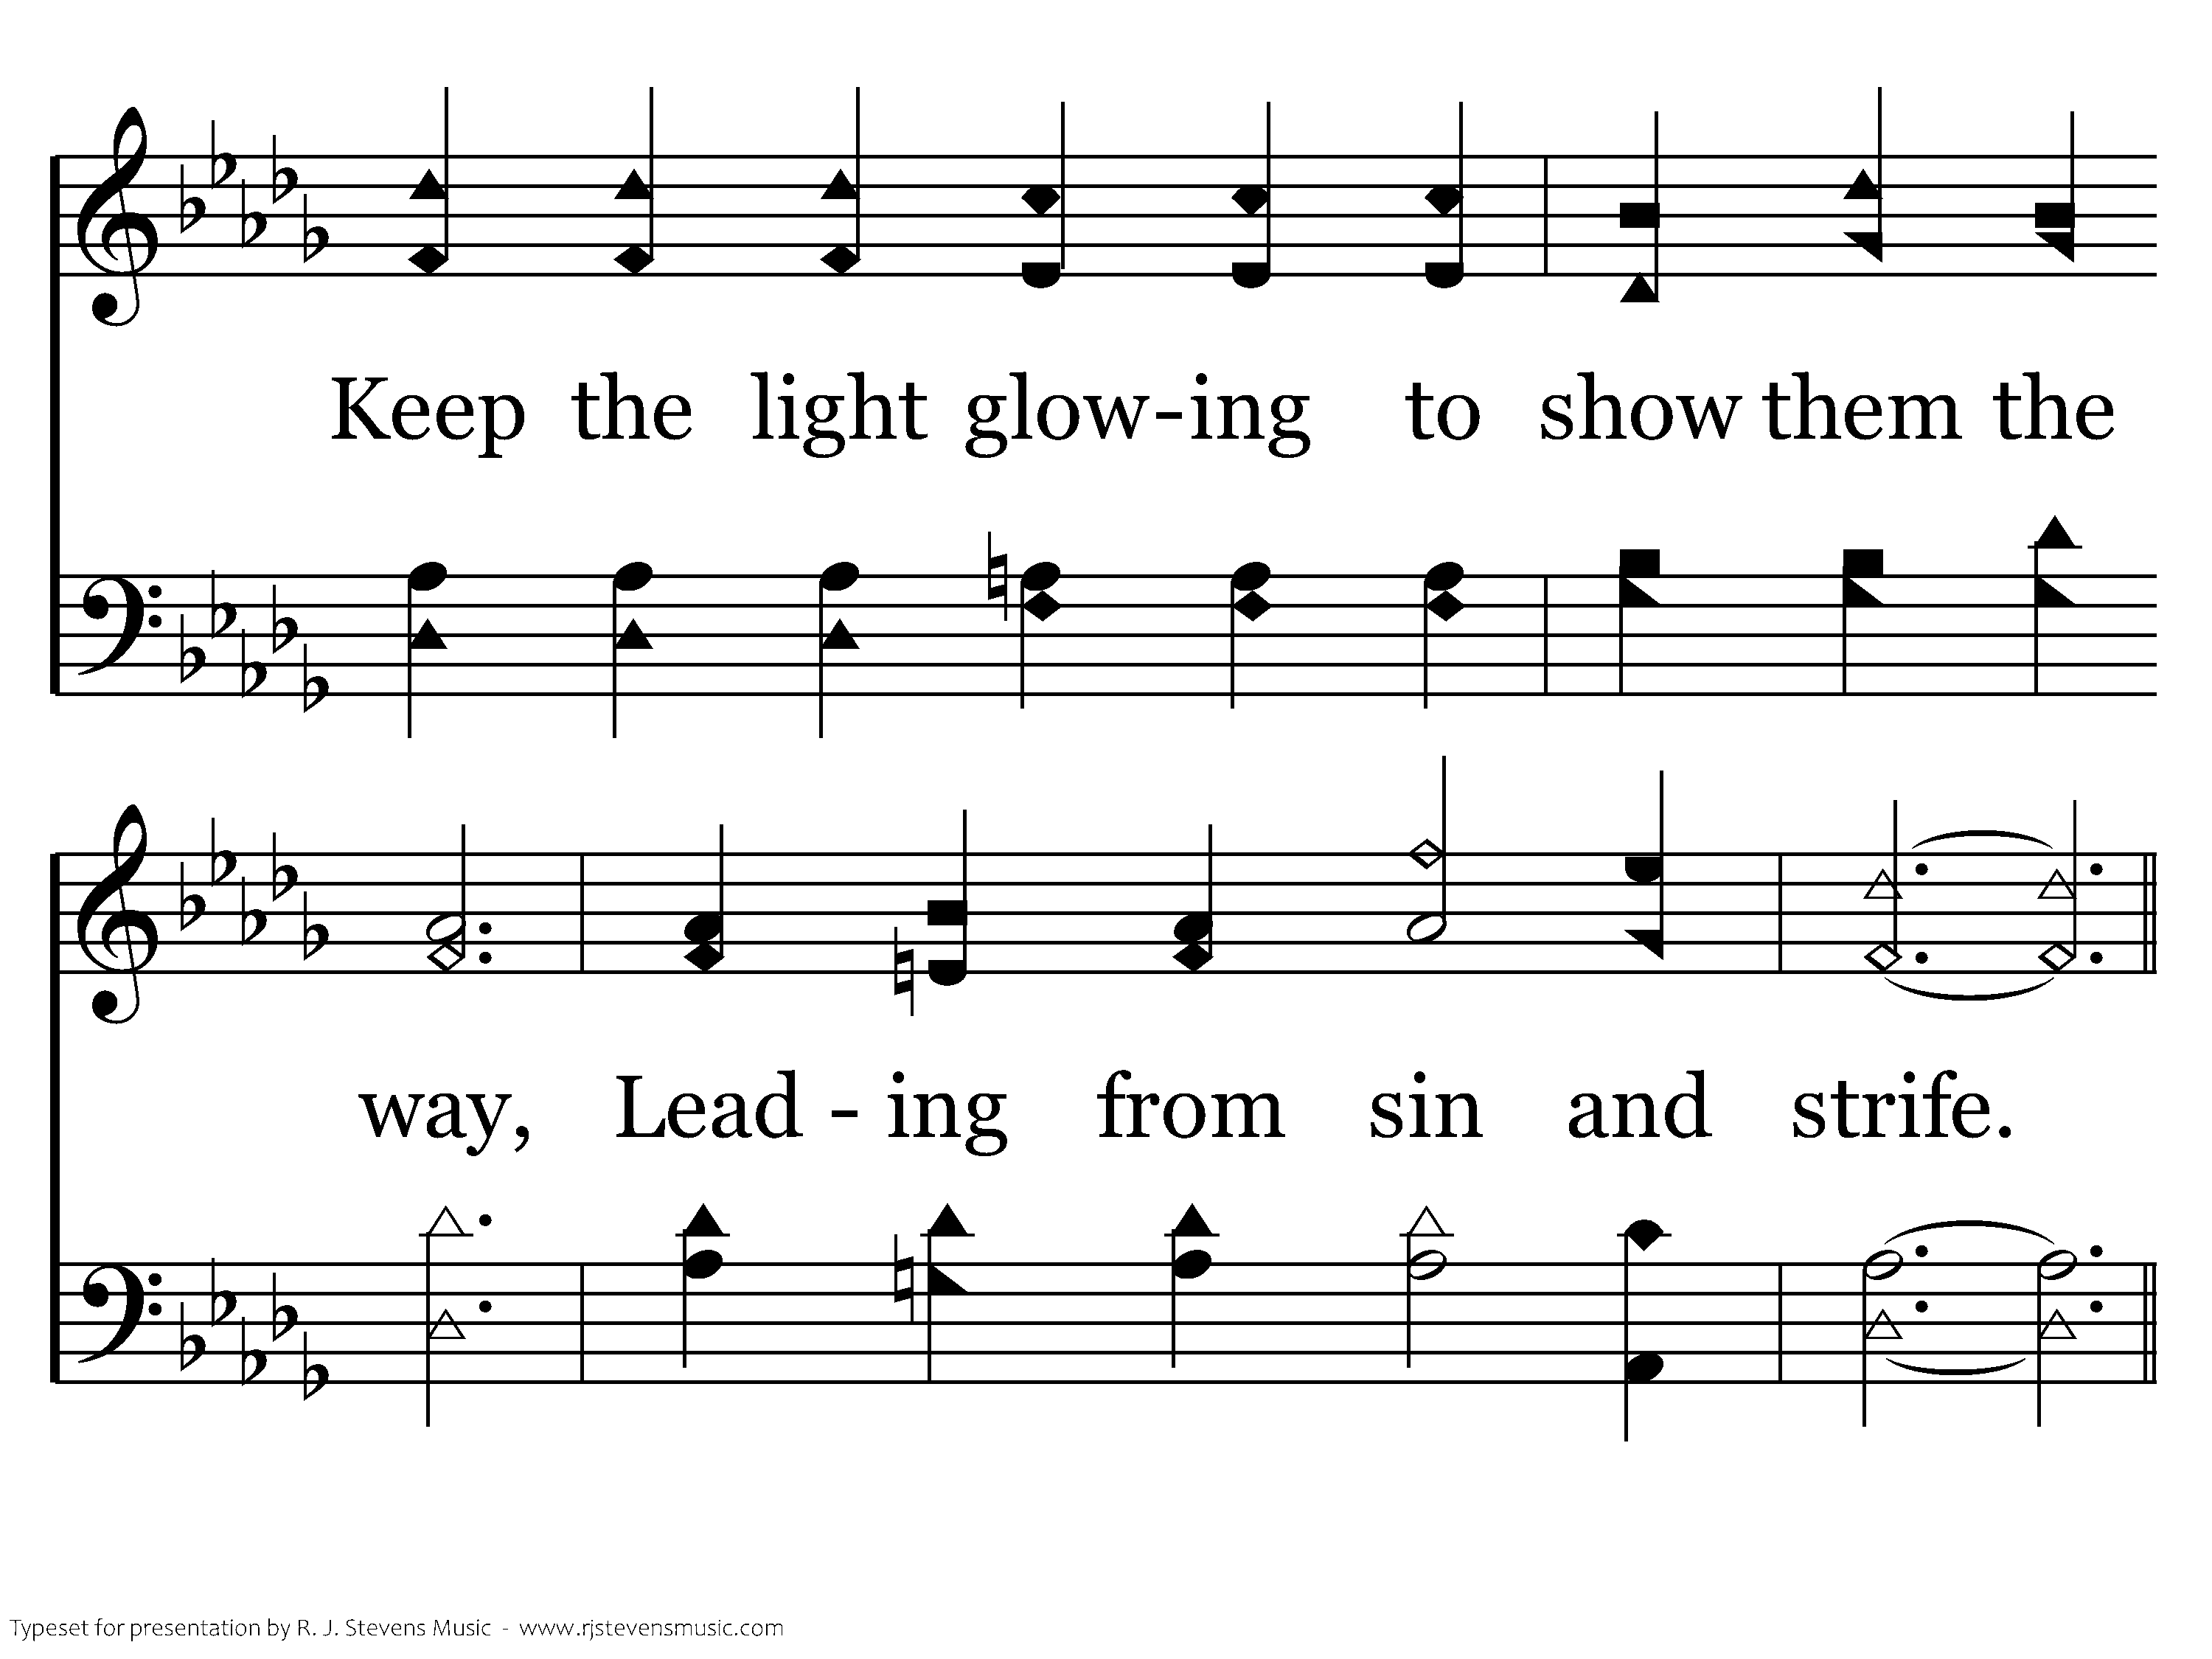 Keep the light glow-ing to show them the
way, Lead - ing from sin and strife.
Typeset for presentation by R. J. Stevens Music - www.rjstevensmusic.com